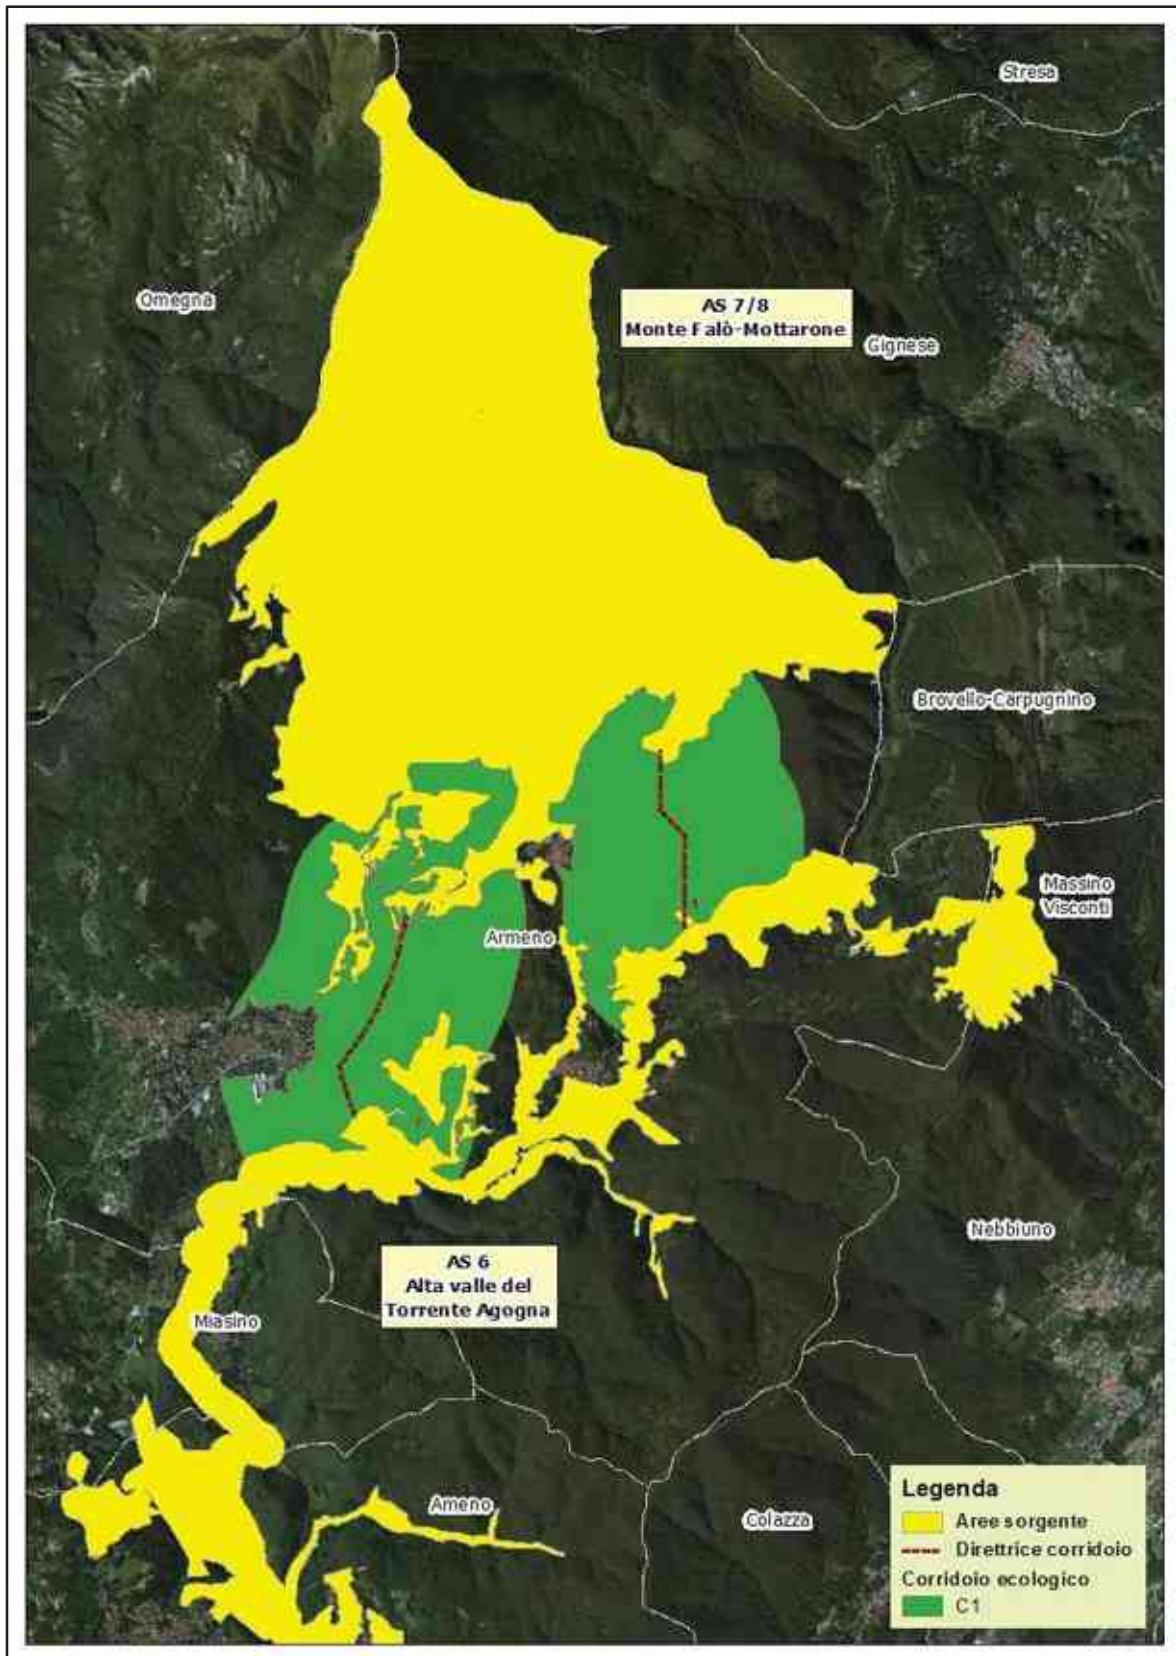 Stresa
Omegna
AS 7/8
Monte Falò-Mottarone
Gignese
Brovello-Carpugnino
Massino
Visconti
Armeno
Nebbiuno
AS 6
Alta valle del
Torrente Agogna
Miasino
Ameno
Colazza
Legenda
Aree sorgente
Direttrice corridoio
Corridoio ecologico
C1